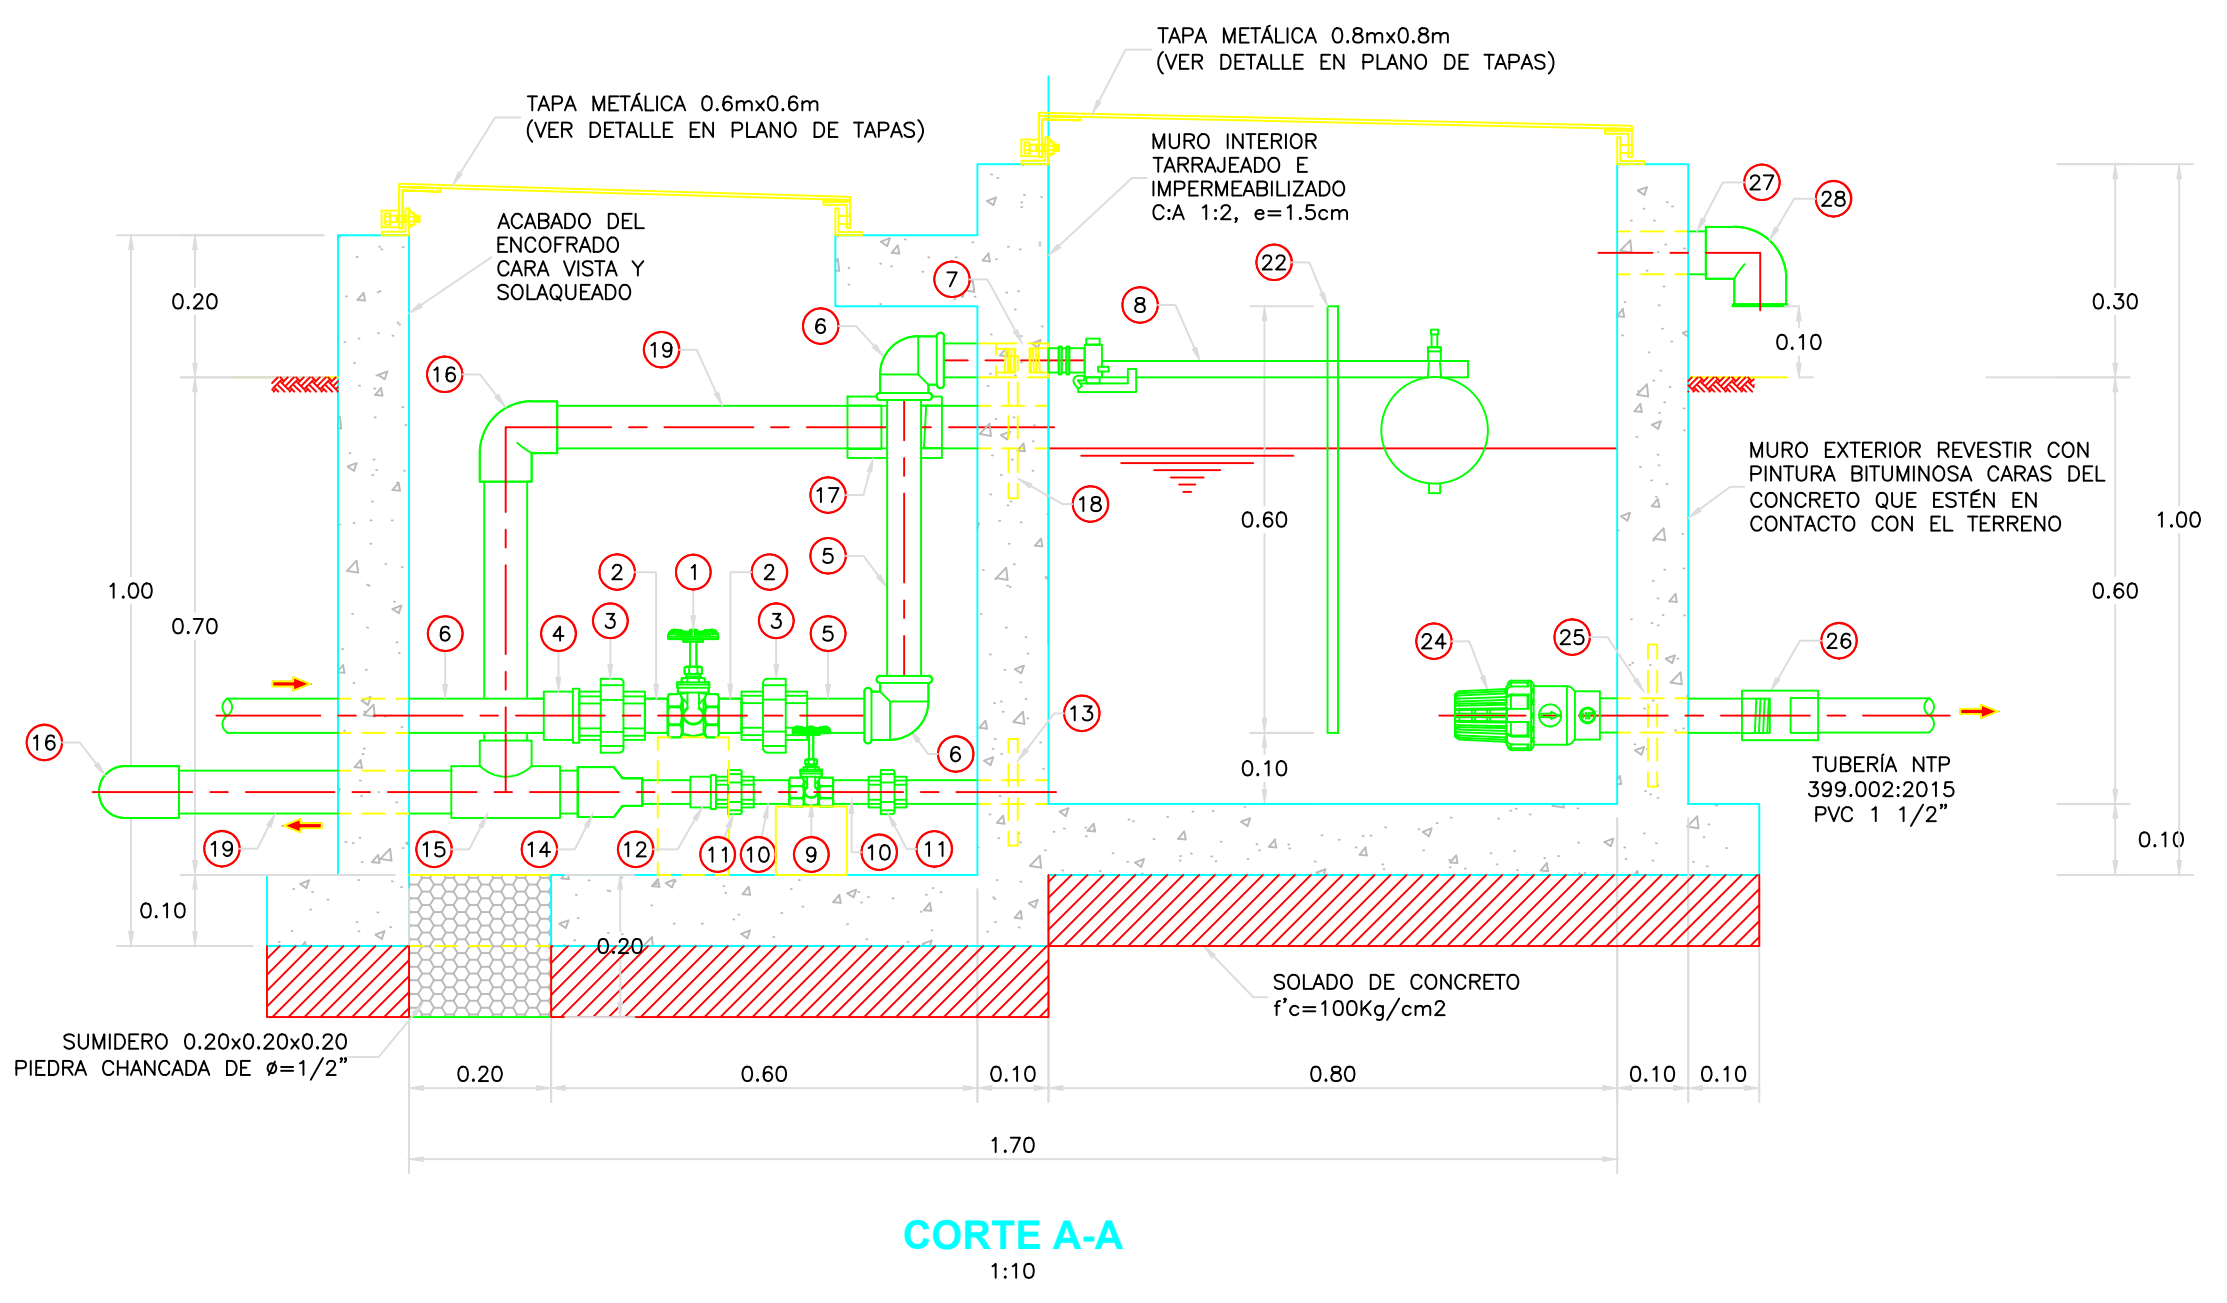 TAPA METÁLICA 0.8mx0.8m
(VER DETALLE EN PLANO DE TAPAS)
TAPA METÁLICA 0.6mx0.6m
(VER DETALLE EN PLANO DE TAPAS)
MURO INTERIOR
TARRAJEADO E
IMPERMEABILIZADO
C:A 1:2, e=1.5cm
ACABADO DEL
ENCOFRADO
CARA VISTA Y
SOLAQUEADO
27
28
22
7
8
6
19
16
0.20
0.30
0.10
17
18
0.60
MURO EXTERIOR REVESTIR CON
PINTURA BITUMINOSA CARAS DEL
CONCRETO QUE ESTÉN EN
CONTACTO CON EL TERRENO
1.00
5
2
1
2
1.00
0.60
0.70
6
4
3
3
5
24
25
26
16
13
6
0.10
TUBERÍA NTP
399.002:2015
PVC 1 1/2"
19
15
14
12
11
10
9
10
11
0.10
0.10
0.20
SOLADO DE CONCRETO
f'c=100Kg/cm2
SUMIDERO 0.20x0.20x0.20
PIEDRA CHANCADA DE ø=1/2"
0.20
0.60
0.10
0.80
0.10
0.10
1.70
CORTE A-A
1:10